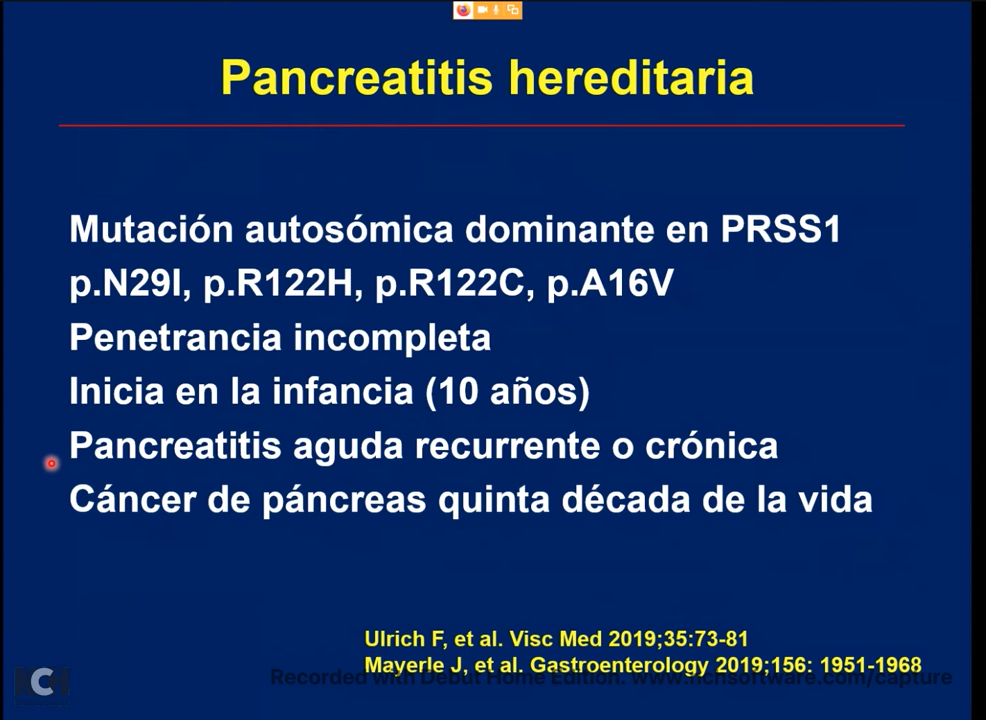 Pancreatitis hereditaria
Mutación autosómica dominante en PRSS1
p.N29I, p.R122H, p.R122C, p.A16V
Penetrancia incompleta
Inicia en la infancia (10 años)
Pancreatitis aguda recurrente o crónica
Cáncer de páncreas quinta década de la vida
Ulrich F, et al. Visc Med 2019;35:73-81
Mayerle J, et al. Gastroenterology 2019;156: 1951-1968
Recorded with Debut Home Edition. www.nchsoftware.com/capture
NCH